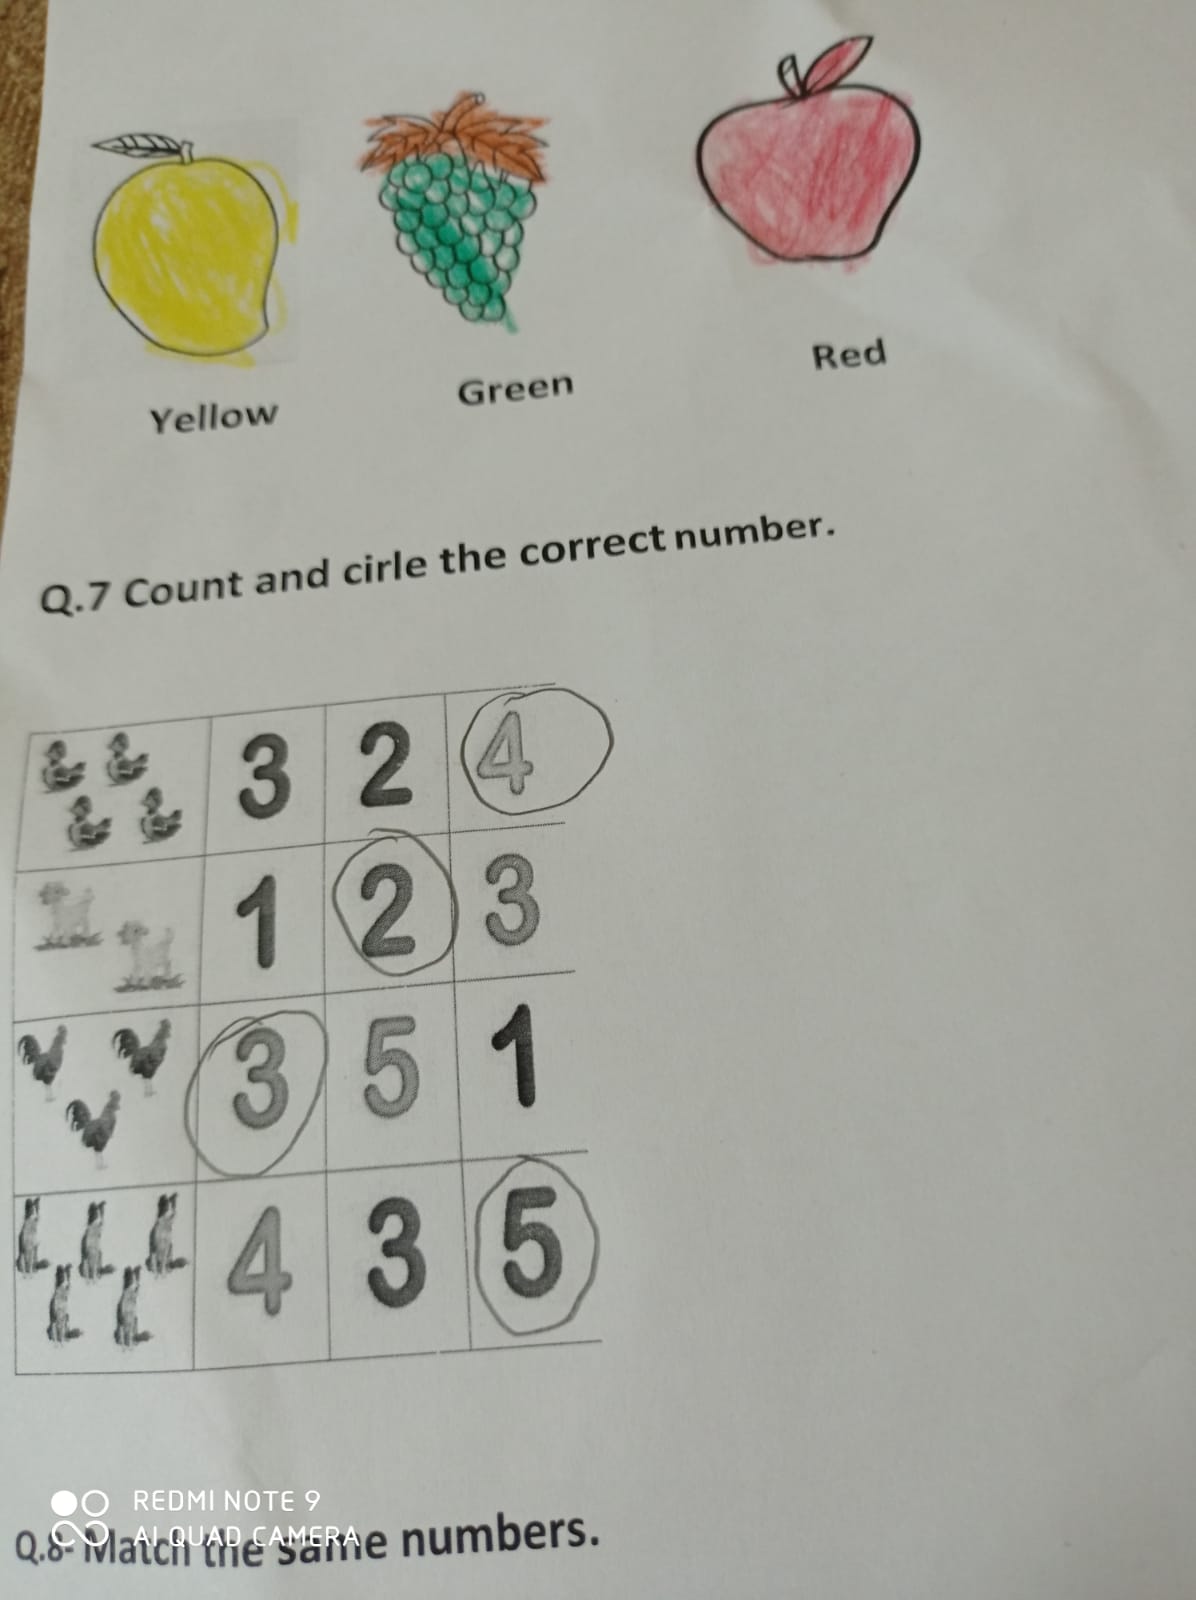 Yellow Green Red
Q.7 Count and cirle the correct number.
3 2 4
1 2 3
3 5 1
4 3 5
REDMI NOTE 9
AI QUAD CAMERA
Q.8- Match the same numbers.